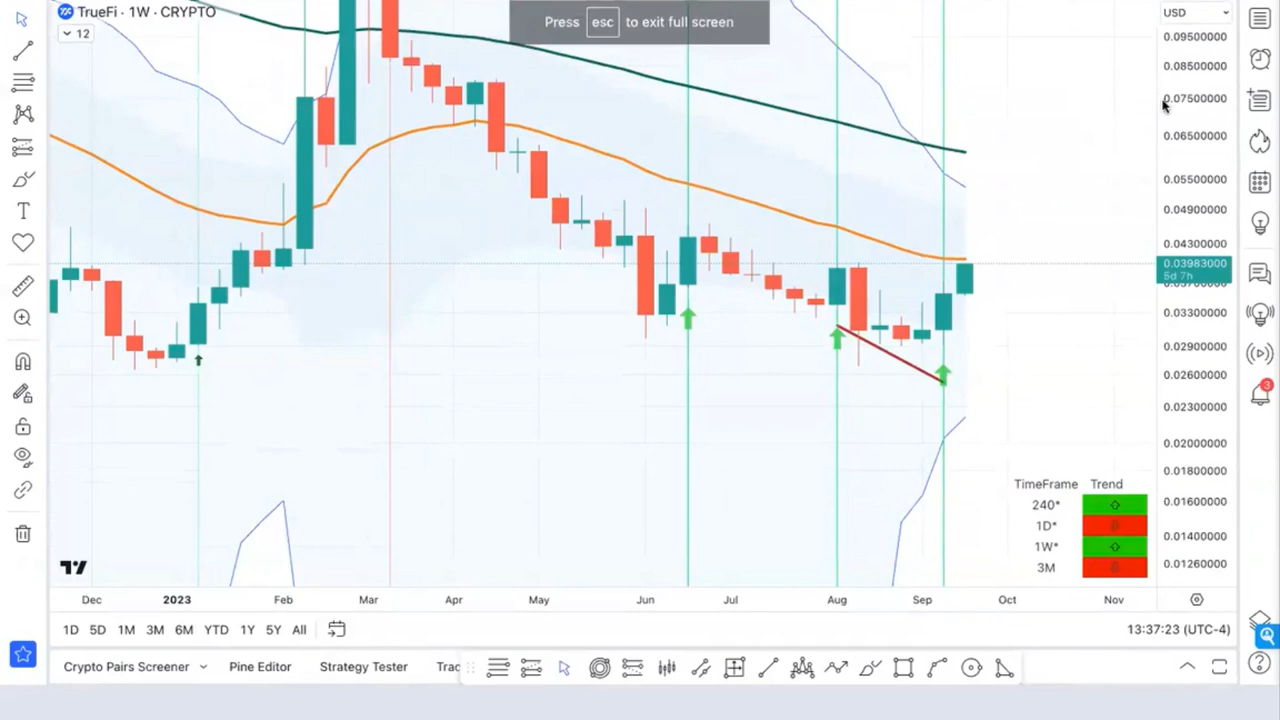 TrueFi · 1W · CRYPTO
12
Press esc to exit full screen
USD
0.09500000
0.08500000
0.07500000
0.06500000
0.05500000
0.04900000
0.04300000
0.03983000
5d 7h
0.03300000
0.02900000
0.02600000
0.02300000
0.02000000
0.01800000
0.01600000
0.01400000
0.01260000
3
TimeFrame Trend
240*
1D*
1W*
3M
Dec 2023 Feb Mar Apr May Jun Jul Aug Sep Oct Nov
1D 5D 1M 3M 6M YTD 1Y 5Y All
13:37:23 (UTC-4)
Crypto Pairs Screener Pine Editor Strategy Tester